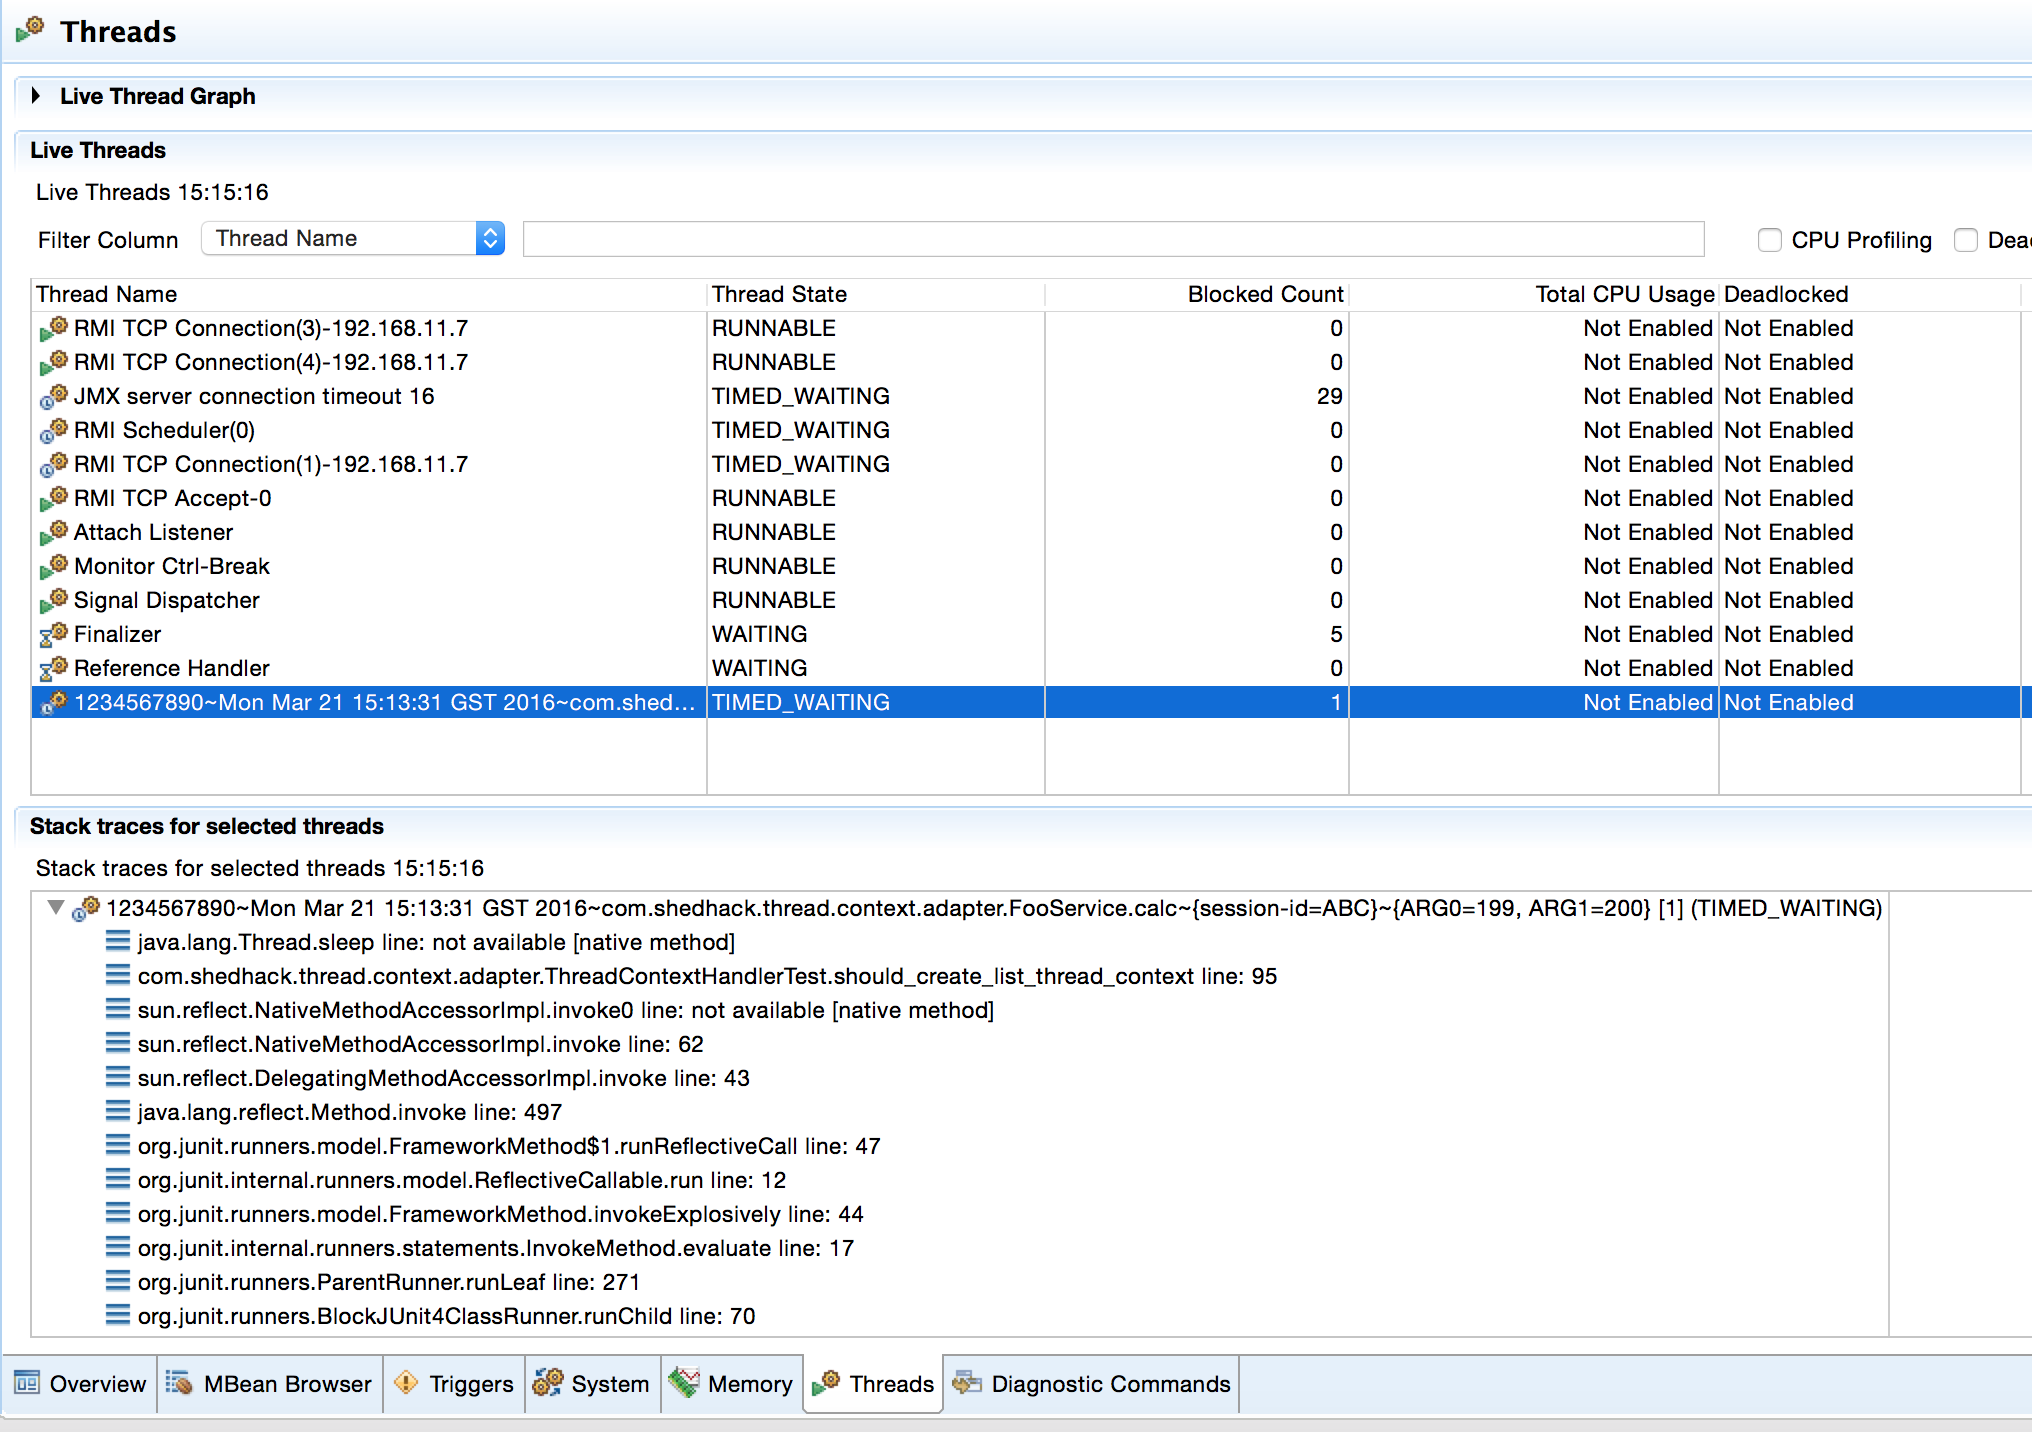 Threads
Live Thread Graph
Live Threads
Live Threads 15:15:16
Filter Column Thread Name CPU Profiling
Thread Name Thread State Blocked Count Total CPU Usage Deadlocked
RMI TCP Connection(3)-192.168.11.7 RUNNABLE 0 Not Enabled Not Enabled
RMI TCP Connection(4)-192.168.11.7 RUNNABLE 0 Not Enabled Not Enabled
JMX server connection timeout 16 TIMED_WAITING 29 Not Enabled Not Enabled
RMI Scheduler(0) TIMED_WAITING 0 Not Enabled Not Enabled
RMI TCP Connection(1)-192.168.11.7 TIMED_WAITING 0 Not Enabled Not Enabled
RMI TCP Accept-0 RUNNABLE 0 Not Enabled Not Enabled
Attach Listener RUNNABLE 0 Not Enabled Not Enabled
Monitor Ctrl-Break RUNNABLE 0 Not Enabled Not Enabled
Signal Dispatcher RUNNABLE 0 Not Enabled Not Enabled
Finalizer WAITING 5 Not Enabled Not Enabled
Reference Handler WAITING 0 Not Enabled Not Enabled
1234567890~Mon Mar 21 15:13:31 GST 2016~com.shed... TIMED_WAITING 1 Not Enabled Not Enabled
Stack traces for selected threads
Stack traces for selected threads 15:15:16
1234567890~Mon Mar 21 15:13:31 GST 2016~com.shedhack.thread.context.adapter.FooService.calc~{session-id=ABC}~{ARG0=199, ARG1=200} [1] (TIMED_WAITING)
java.lang.Thread.sleep line: not available [native method]
com.shedhack.thread.context.adapter.ThreadContextHandlerTest.should_create_list_thread_context line: 95
sun.reflect.NativeMethodAccessorImpl.invoke0 line: not available [native method]
sun.reflect.NativeMethodAccessorImpl.invoke line: 62
sun.reflect.DelegatingMethodAccessorImpl.invoke line: 43
java.lang.reflect.Method.invoke line: 497
org.junit.runners.model.FrameworkMethod$1.runReflectiveCall line: 47
org.junit.internal.runners.model.ReflectiveCallable.run line: 12
org.junit.runners.model.FrameworkMethod.invokeExplosively line: 44
org.junit.internal.runners.statements.InvokeMethod.evaluate line: 17
org.junit.runners.ParentRunner.runLeaf line: 271
org.junit.runners.BlockJUnit4ClassRunner.runChild line: 70
Overview MBean Browser Triggers System Memory Threads Diagnostic Commands